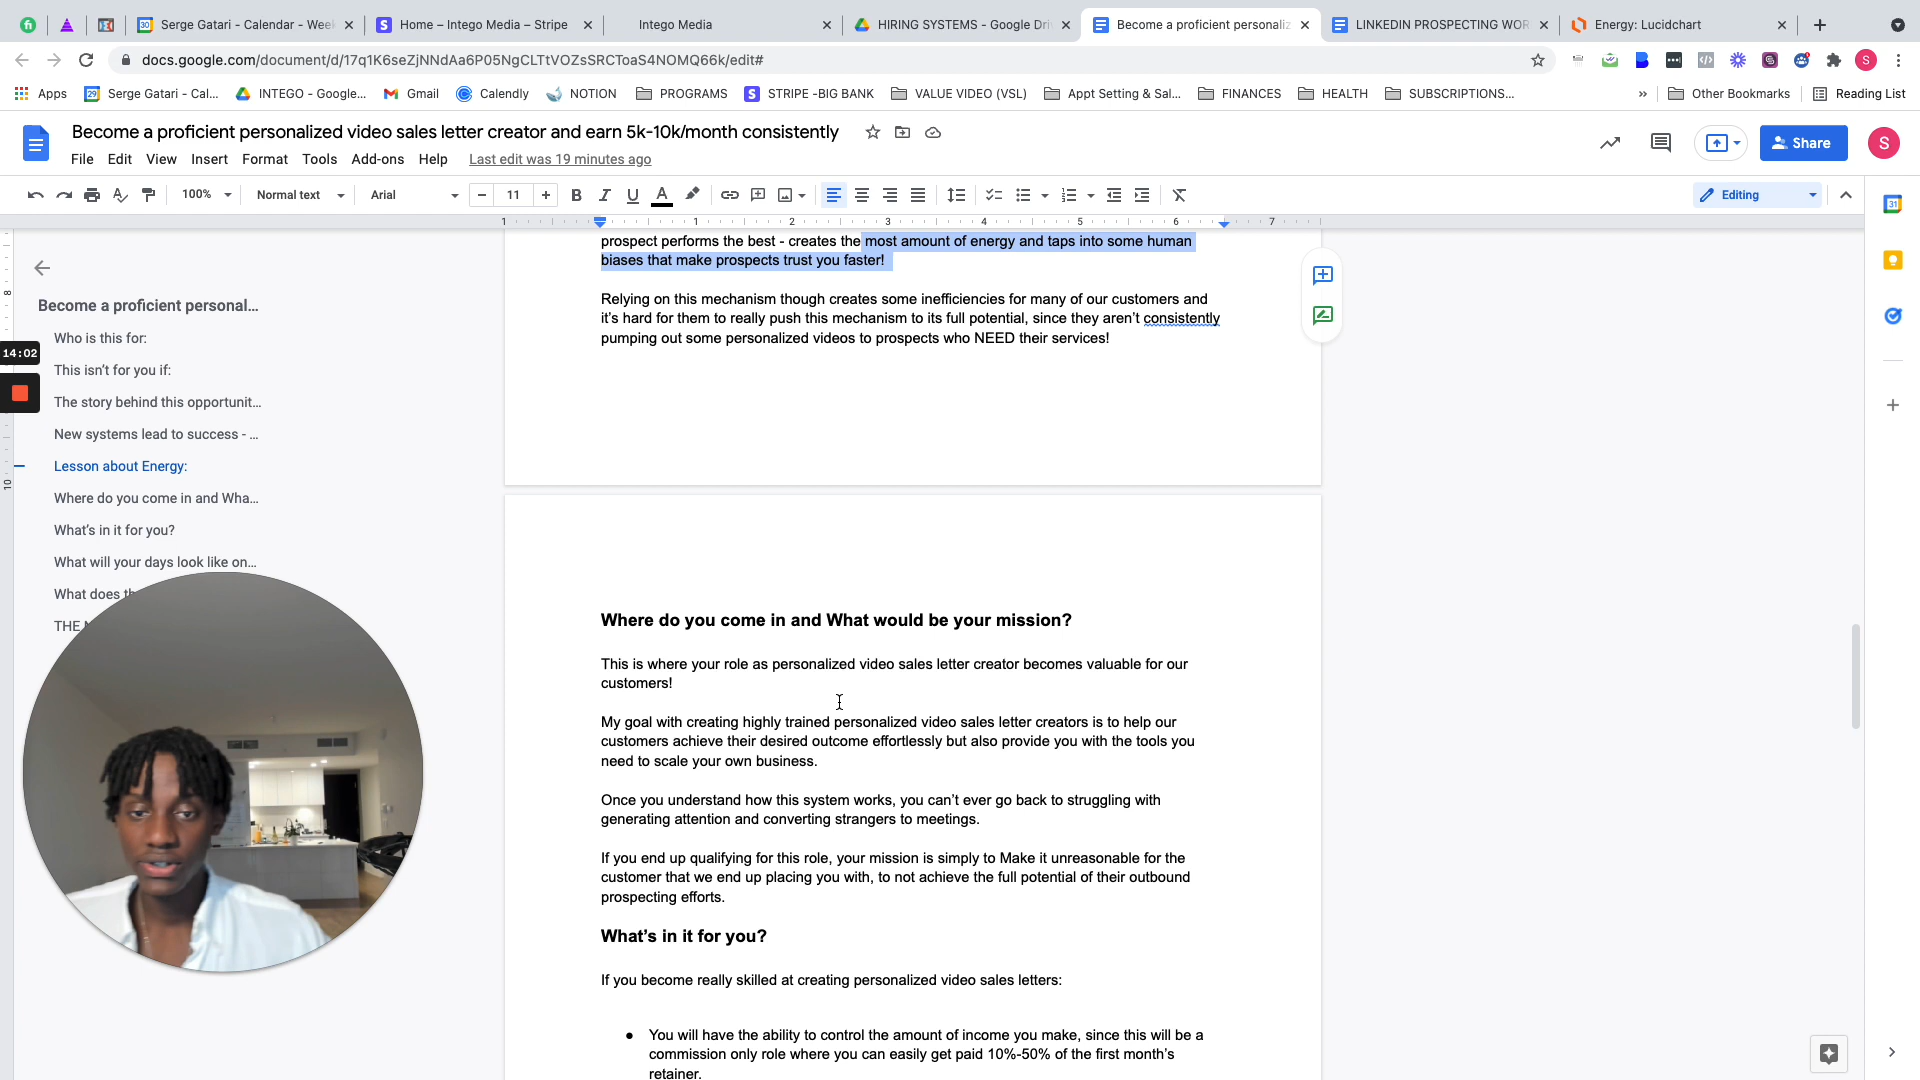 Serge Gatari - Calendar - Week
Home – Intego Media – Stripe
Intego Media
HIRING SYSTEMS - Google Dri
Become a proficient personaliz
LINKEDIN PROSPECTING WOR
Energy: Lucidchart
docs.google.com/document/d/17q1K6seZjNNdAa6P05NgCLTtVOZsSRCToaS4NOMQ66k/edit#
S
Apps
Serge Gatari - Cal...
INTEGO - Google...
Gmail
Calendly
NOTION
PROGRAMS
STRIPE -BIG BANK
VALUE VIDEO (VSL)
Appt Setting & Sal...
FINANCES
HEALTH
SUBSCRIPTIONS...
»
Other Bookmarks
Reading List
Become a proficient personalized video sales letter creator and earn 5k-10k/month consistently
File Edit View Insert Format Tools Add-ons Help Last edit was 19 minutes ago
Share
S
100%
Normal text
Arial
11
Editing
1 1 2 3 4 5 6 7
8
10
14:02
Become a proficient personal...
Who is this for:
This isn't for you if:
The story behind this opportunit...
New systems lead to success - ...
Lesson about Energy:
Where do you come in and Wha...
What's in it for you?
What will your days look like on...
What does th
THE
prospect performs the best - creates the most amount of energy and taps into some human
biases that make prospects trust you faster!
Relying on this mechanism though creates some inefficiencies for many of our customers and
it's hard for them to really push this mechanism to its full potential, since they aren't consistently
pumping out some personalized videos to prospects who NEED their services!
Where do you come in and What would be your mission?
This is where your role as personalized video sales letter creator becomes valuable for our
customers!
My goal with creating highly trained personalized video sales letter creators is to help our
customers achieve their desired outcome effortlessly but also provide you with the tools you
need to scale your own business.
Once you understand how this system works, you can't ever go back to struggling with
generating attention and converting strangers to meetings.
If you end up qualifying for this role, your mission is simply to Make it unreasonable for the
customer that we end up placing you with, to not achieve the full potential of their outbound
prospecting efforts.
What's in it for you?
If you become really skilled at creating personalized video sales letters:
● You will have the ability to control the amount of income you make, since this will be a
commission only role where you can easily get paid 10%-50% of the first month's
retainer.